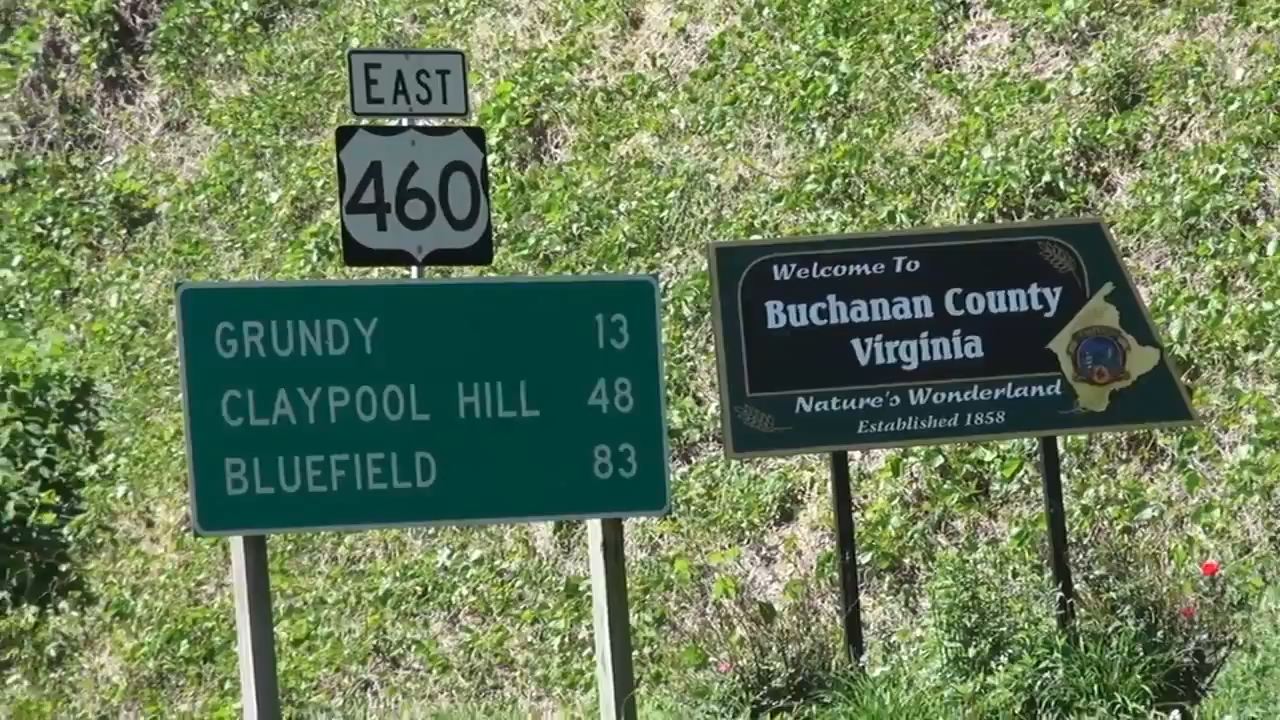 EAST
460
GRUNDY 13
CLAYPOOL HILL 48
BLUEFIELD 83
Welcome To
Buchanan County
Virginia
Nature's Wonderland
Established 1858